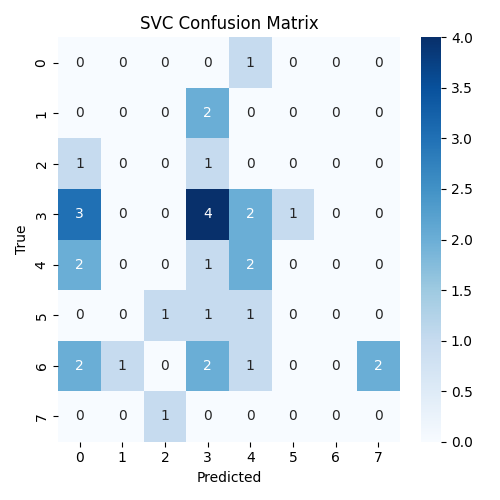 SVC Confusion Matrix
True
0 0 0 0 0 1 0 0 0
1 0 0 0 2 0 0 0 0
2 1 0 0 1 0 0 0 0
3 3 0 0 4 2 1 0 0
4 2 0 0 1 2 0 0 0
5 0 0 1 1 1 0 0 0
6 2 1 0 2 1 0 0 2
7 0 0 1 0 0 0 0 0
0 1 2 3 4 5 6 7
Predicted
4.0
3.5
3.0
2.5
2.0
1.5
1.0
0.5
0.0